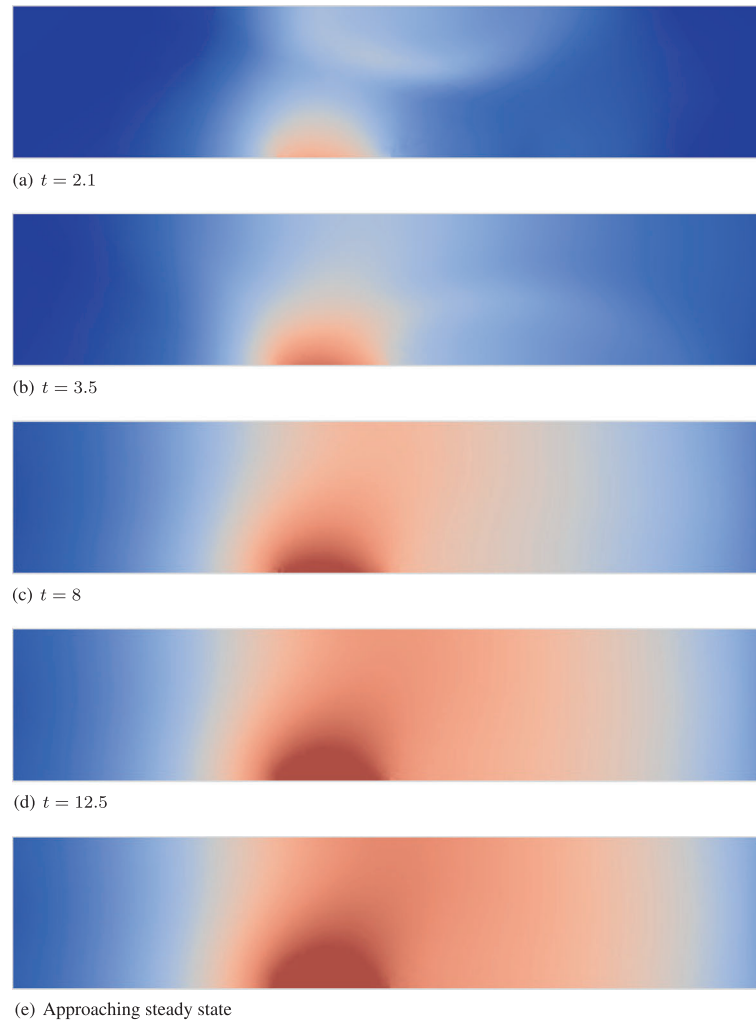 (a) t = 2.1
(b) t = 3.5
(c) t = 8
(d) t = 12.5
(e) Approaching steady state